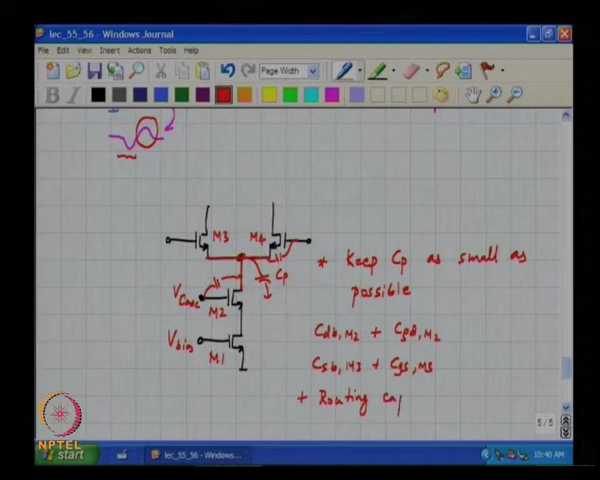 lec_55_56 - Windows Journal
File Edit View Insert Actions Tools Help
Page Width
B I
M3 M4
Cp
VCasc
M2
Vbias
M1
* Keep Cp as small as
possible
Cdb,M2 + Cgd,M2
Csb,M3 + Cgs,M3
+ Routing cap
5/5
NPTEL
start
lec_55_56 - Windows...
10:40 AM